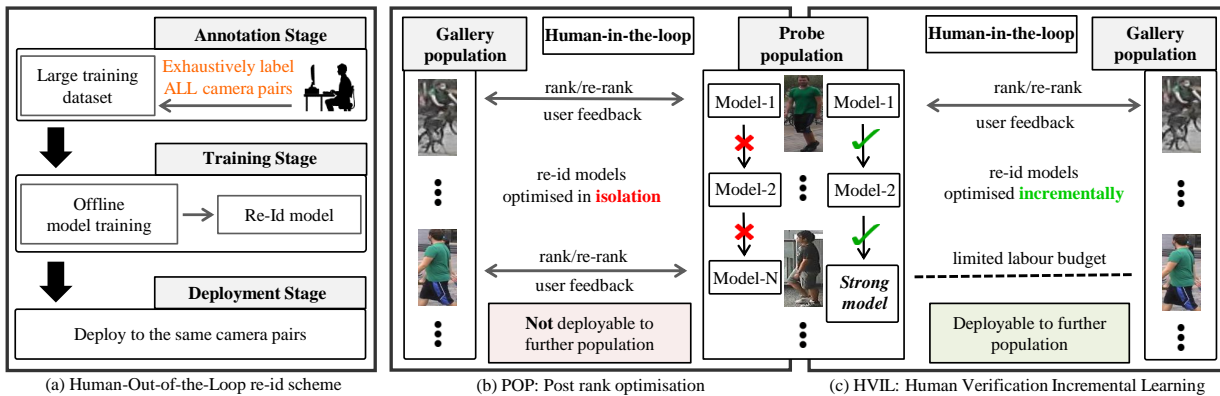 Annotation Stage
Large training
dataset
Exhaustively label
ALL camera pairs
Training Stage
Offline
model training
Re-Id model
Deployment Stage
Deploy to the same camera pairs
(a) Human-Out-of-the-Loop re-id scheme
Gallery
population
Human-in-the-loop
rank/re-rank
user feedback
re-id models
optimised in isolation
rank/re-rank
user feedback
Not deployable to
further population
(b) POP: Post rank optimisation
Probe
population
Model-1
Model-2
Model-N
Model-1
Model-2
Strong
model
Human-in-the-loop
rank/re-rank
user feedback
re-id models
optimised incrementally
limited labour budget
Deployable to further
population
Gallery
population
(c) HVIL: Human Verification Incremental Learning